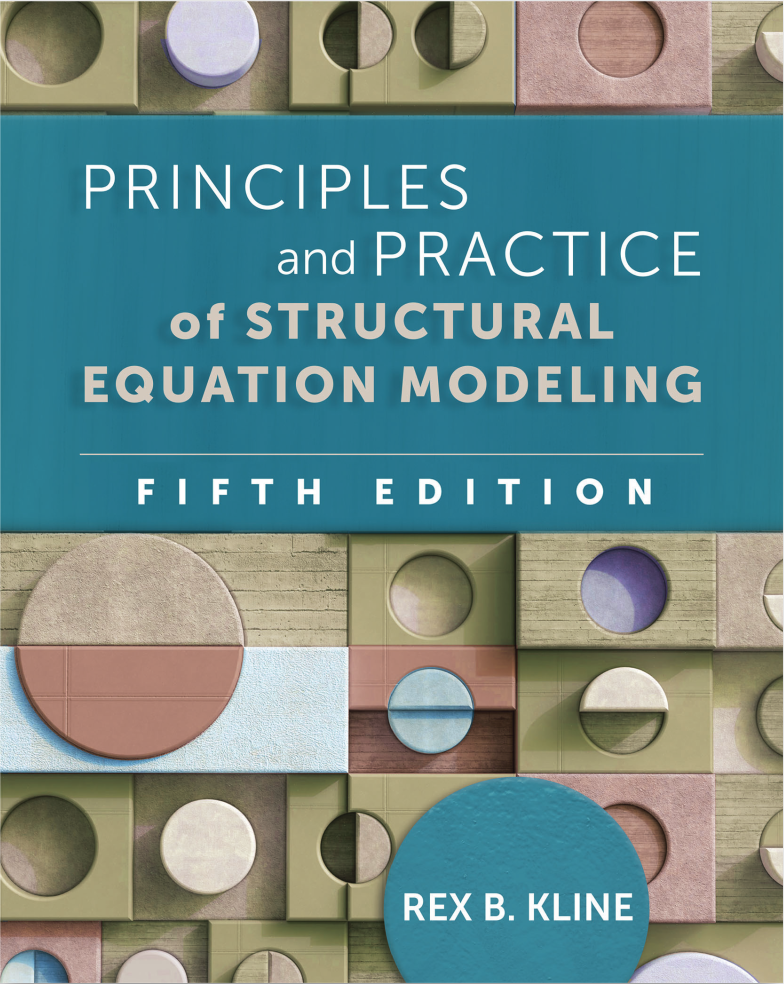 PRINCIPLES
and PRACTICE
of STRUCTURAL
EQUATION MODELING
FIFTH EDITION
REX B. KLINE